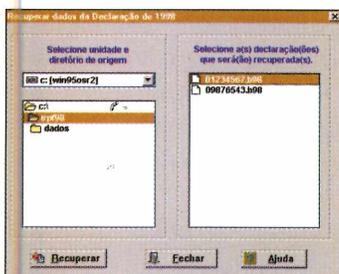 Recuperar dados da Declaração de 1998
Selecione unidade e
diretório de origem
c: [win95osr2]
c:\
irpf98
dados
Selecione a(s) declaração(ões)
que será(ão) recuperada(s).
01234567.b98
09876543.b98
Recuperar
Fechar
Ajuda